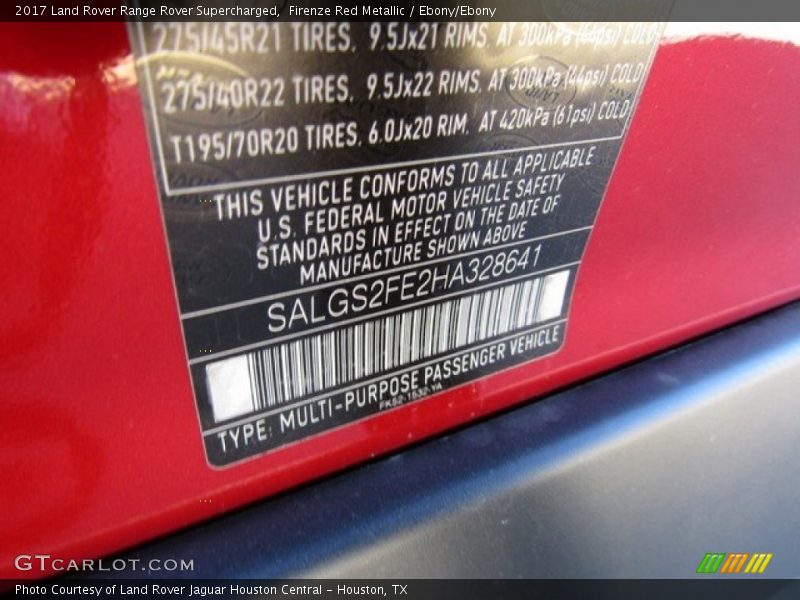 2017 Land Rover Range Rover Supercharged, Firenze Red Metallic / Ebony/Ebony
275/45R21 TIRES, 9.5Jx21 RIMS, AT 300kPa (44psi) COLD
275/40R22 TIRES, 9.5Jx22 RIMS, AT 300kPa (44psi) COLD
T195/70R20 TIRES, 6.0Jx20 RIM, AT 420kPa (61psi) COLD
THIS VEHICLE CONFORMS TO ALL APPLICABLE
U.S. FEDERAL MOTOR VEHICLE SAFETY
STANDARDS IN EFFECT ON THE DATE OF
MANUFACTURE SHOWN ABOVE
SALGS2FE2HA328641
TYPE: MULTI-PURPOSE PASSENGER VEHICLE
FK52-1532-YA
GTCARLOT.COM
Photo Courtesy of Land Rover Jaguar Houston Central - Houston, TX